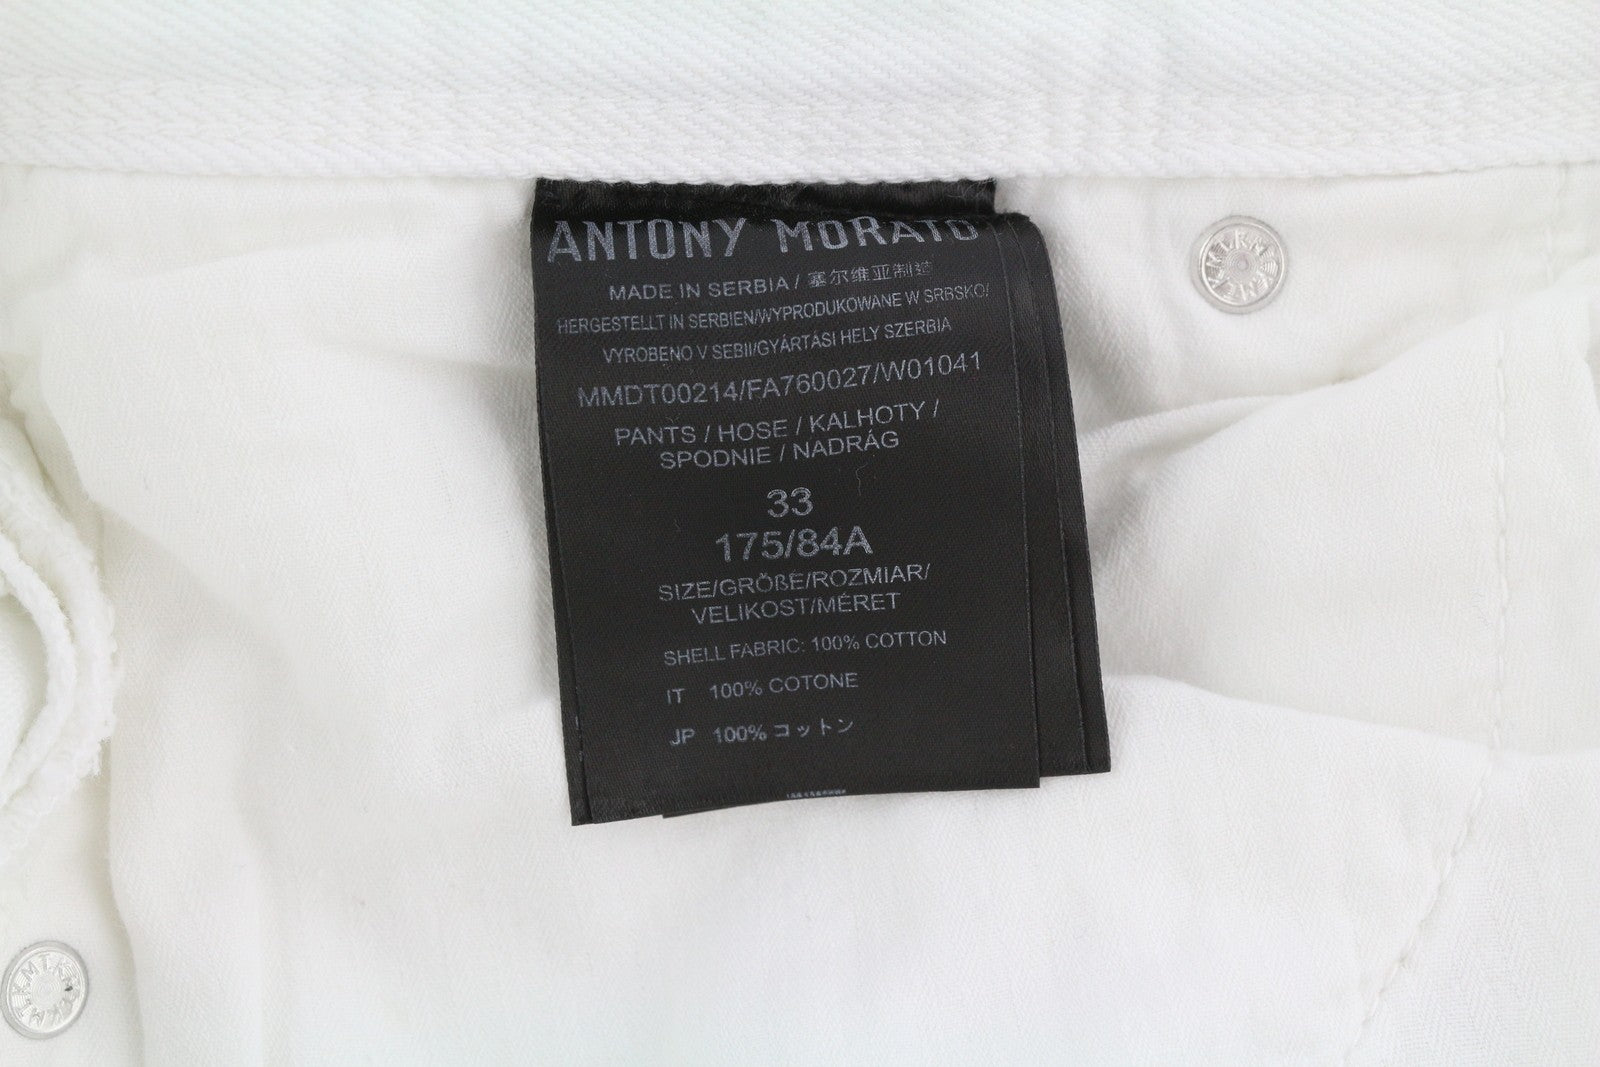 ANTONY MORATO
MADE IN SERBIA / 塞尔维亚制造
HERGESTELLT IN SERBIEN/WYPRODUKOWANE W SRBSKO/
VYROBENO V SEBII/GYÁRTÁSI HELY SZERBIA
MMDT00214/FA760027/W01041
PANTS / HOSE / KALHOTY /
SPODNIE / NADRÁG
33
175/84A
SIZE/GRÖßE/ROZMIAR/
VELIKOST/MÉRET
SHELL FABRIC: 100% COTTON
IT 100% COTONE
JP 100% コットン